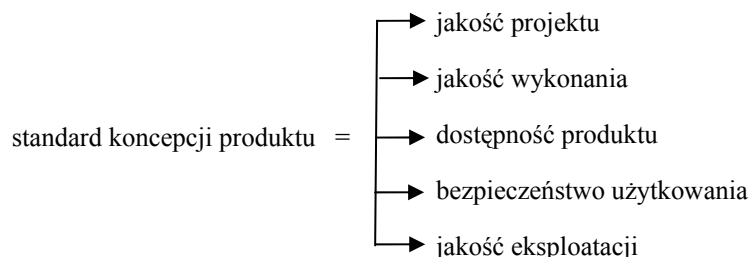 jakość projektu
jakość wykonania
standard koncepcji produktu = dostępność produktu
bezpieczeństwo użytkowania
jakość eksploatacji